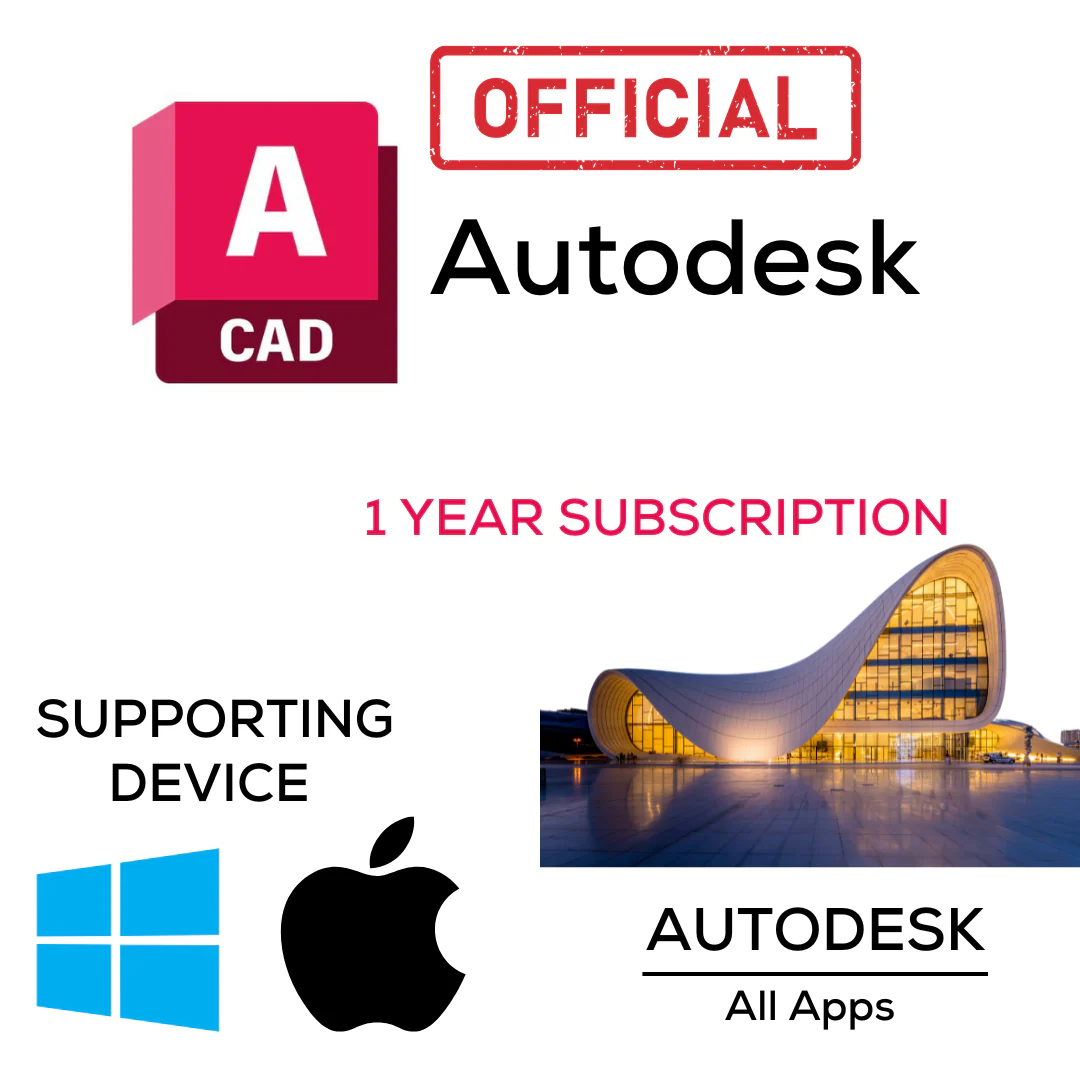 OFFICIAL
A
CAD
Autodesk
1 YEAR SUBSCRIPTION
SUPPORTING
DEVICE
AUTODESK
All Apps